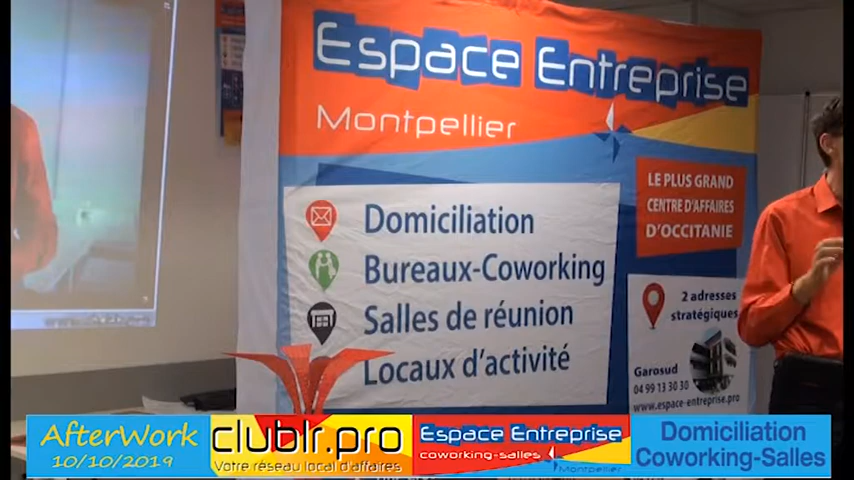 Espace Entreprise
Montpellier
LE PLUS GRAND
CENTRE D'AFFAIRES
D'OCCITANIE
Domiciliation
Bureaux-CoWorking
Salles de réunion
Locaux d'activité
2 adresses
stratégiques
Garosud
04 99 13 30 30
www.espace-entreprise.pro
AfterWork
10/10/2019
clublr.pro
Votre réseau local d'affaires
Espace Entreprise
coworking-salles
Montpellier
Domiciliation
CoWorking-Salles